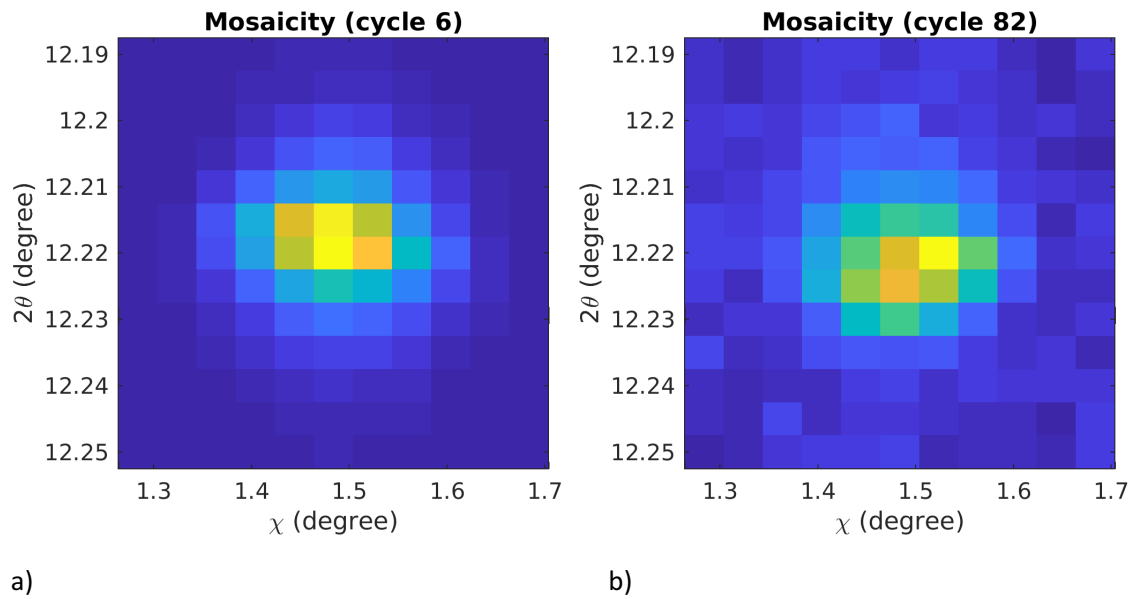 Mosaicity (cycle 6)
12.19
12.2
12.21
12.22
12.23
12.24
12.25
2θ (degree)
1.3 1.4 1.5 1.6 1.7
χ (degree)
a)
Mosaicity (cycle 82)
12.19
12.2
12.21
12.22
12.23
12.24
12.25
2θ (degree)
1.3 1.4 1.5 1.6 1.7
χ (degree)
b)